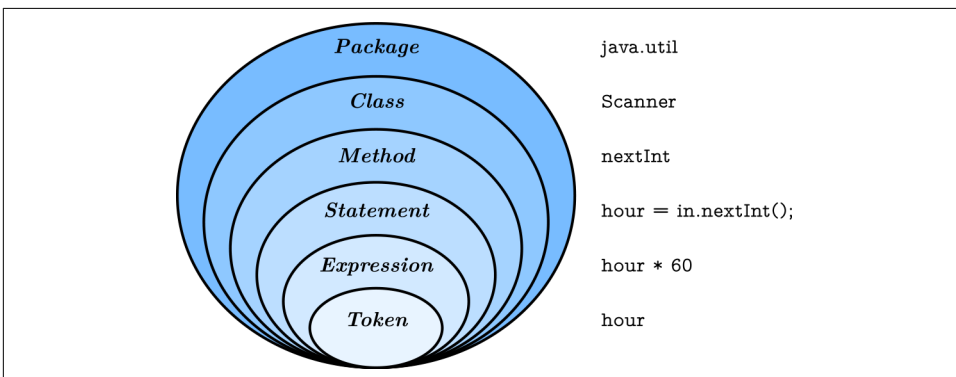 Package java.util
Class Scanner
Method nextInt
Statement hour = in.nextInt();
Expression hour * 60
Token hour